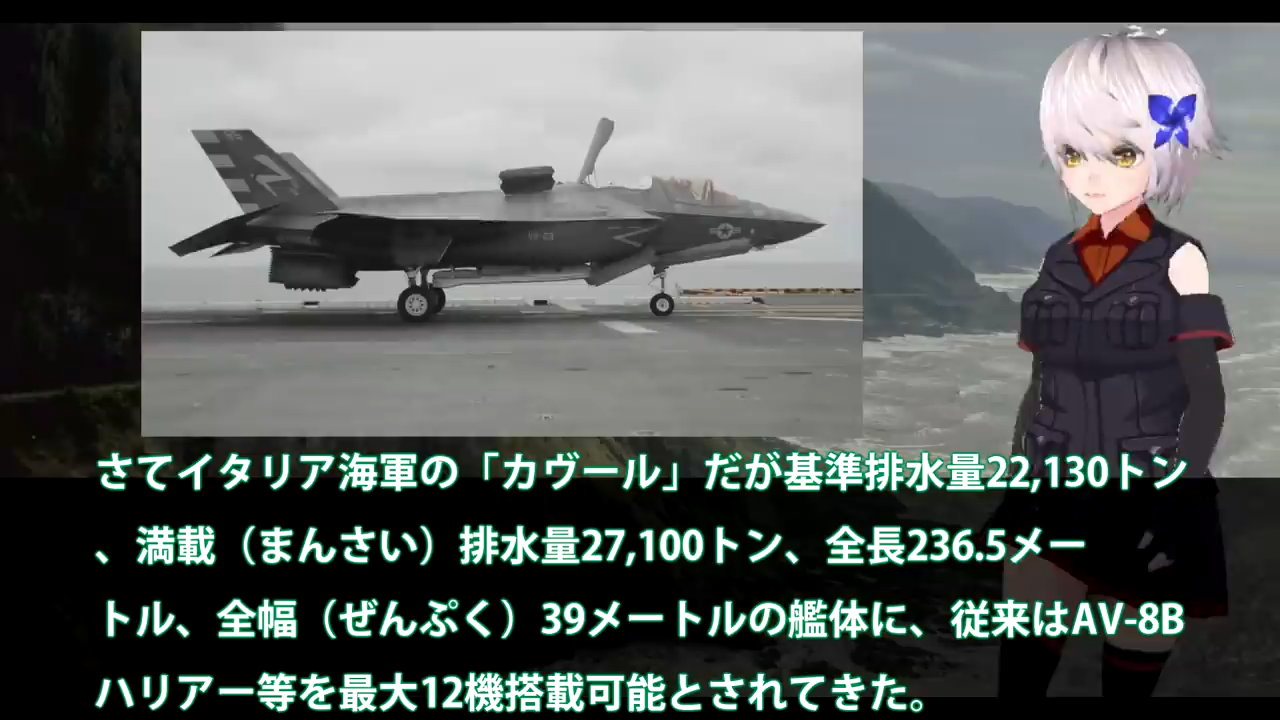 さてイタリア海軍の「カヴール」だが基準排水量22,130トン
、満載（まんさい）排水量27,100トン、全長236.5メー
トル、全幅（ぜんぷく）39メートルの艦体に、従来はAV-8B
ハリアー等を最大12機搭載可能とされてきた。